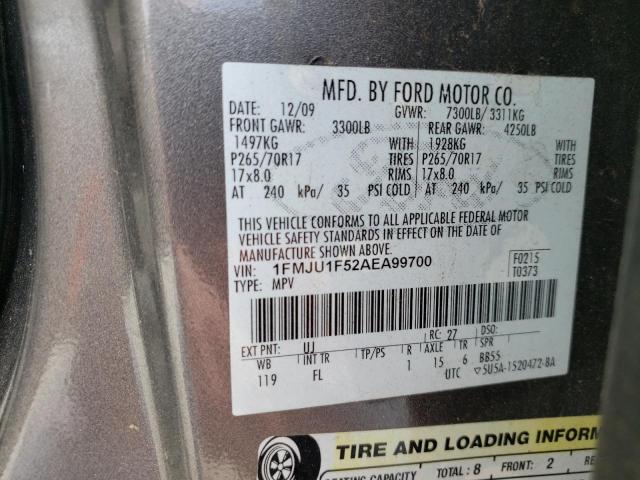 MFD. BY FORD MOTOR CO.
DATE: 12/09 GVWR: 7300LB/ 3311KG
FRONT GAWR: 3300LB REAR GAWR: 4250LB
1497KG WITH 1928KG WITH
P265/70R17 TIRES P265/70R17 TIRES
17x8.0 RIMS 17x8.0 RIMS
AT 240 kPa/ 35 PSI COLD AT 240 kPa/ 35 PSI COLD
THIS VEHICLE CONFORMS TO ALL APPLICABLE FEDERAL MOTOR
VEHICLE SAFETY STANDARDS IN EFFECT ON THE DATE OF
MANUFACTURE SHOWN ABOVE.
VIN: 1FMJU1F52AEA99700 F0215
TYPE: MPV T0373
EXT PNT: UJ RC: 27 DSO:
WB INT TR TP/PS R AXLE TR SPR
119 FL 1 15 6 BB55
UTC ▽5U5A-1520472-BA
TIRE AND LOADING INFORM
SEATING CAPACITY TOTAL: 8 FRONT: 2